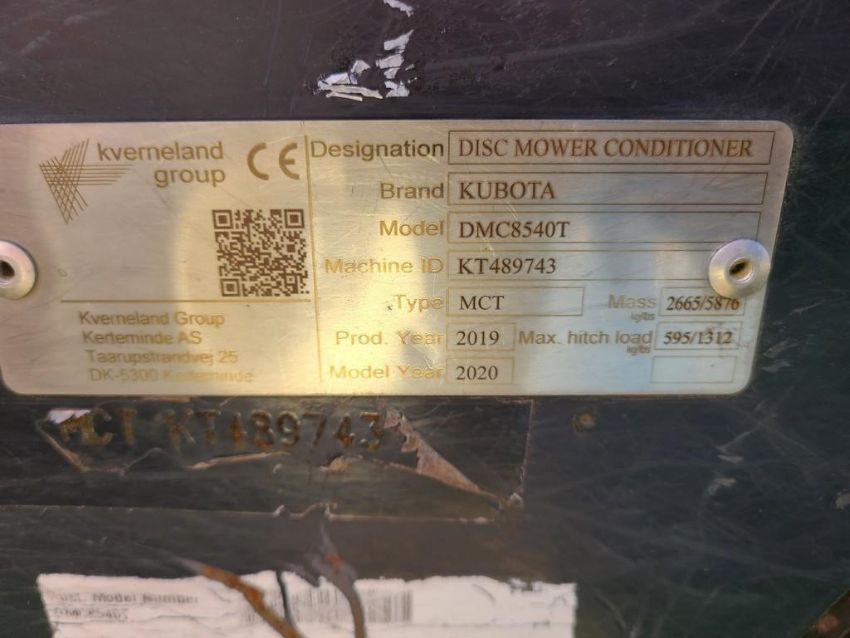 kverneland
group
CE
Designation DISC MOWER CONDITIONER
Brand KUBOTA
Model DMC8540T
Machine ID KT489743
Type MCT Mass kg/lbs 2665/5876
Prod. Year 2019 Max. hitch load kg/lbs 595/1312
Model Year 2020
Kverneland Group
Kerteminde AS
Taarupstrandvej 25
DK-5300 Kerteminde
MCT KT489743
Model Number